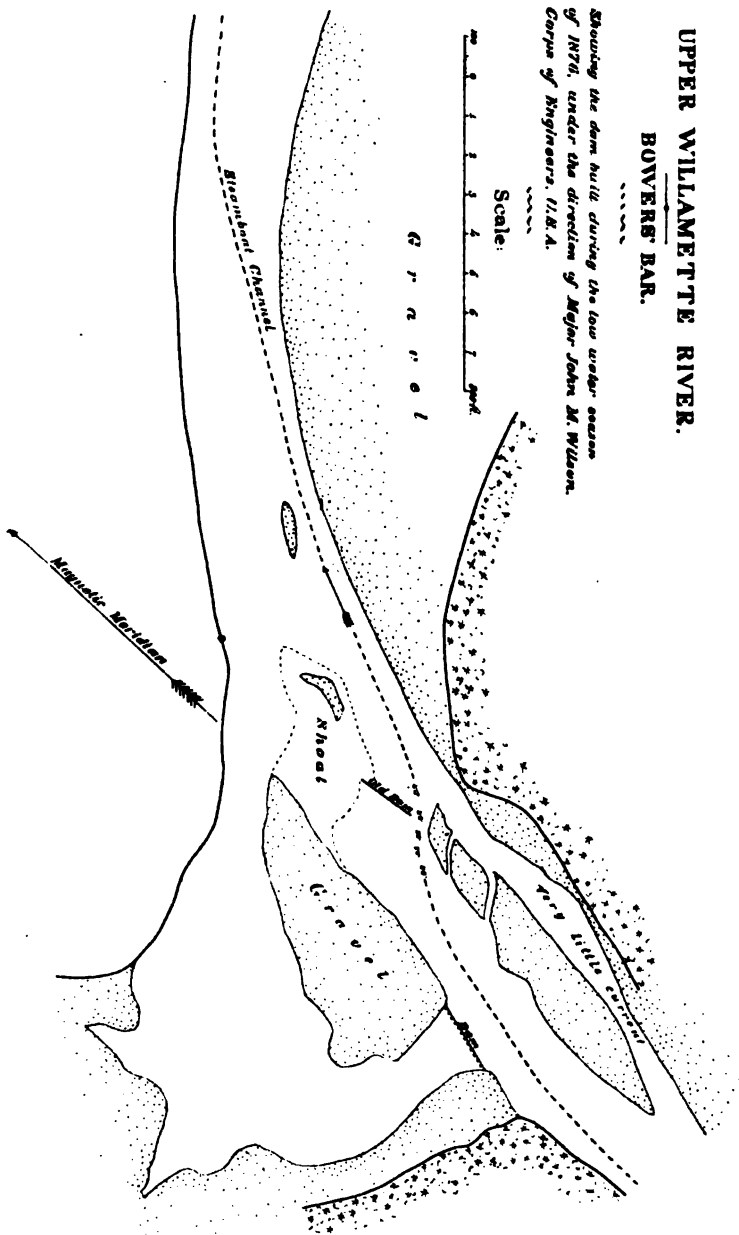 UPPER WILLAMETTE RIVER.
BOWERS' BAR.
Showing the dam built during the low water season
of 1876, under the direction of Major John M. Wilson,
Corps of Engineers, U.S.A.
Scale:
Gravel
Steamboat Channel
Magnetic Meridian
Shoal
Old Dam
Very little current
Gravel
Dam